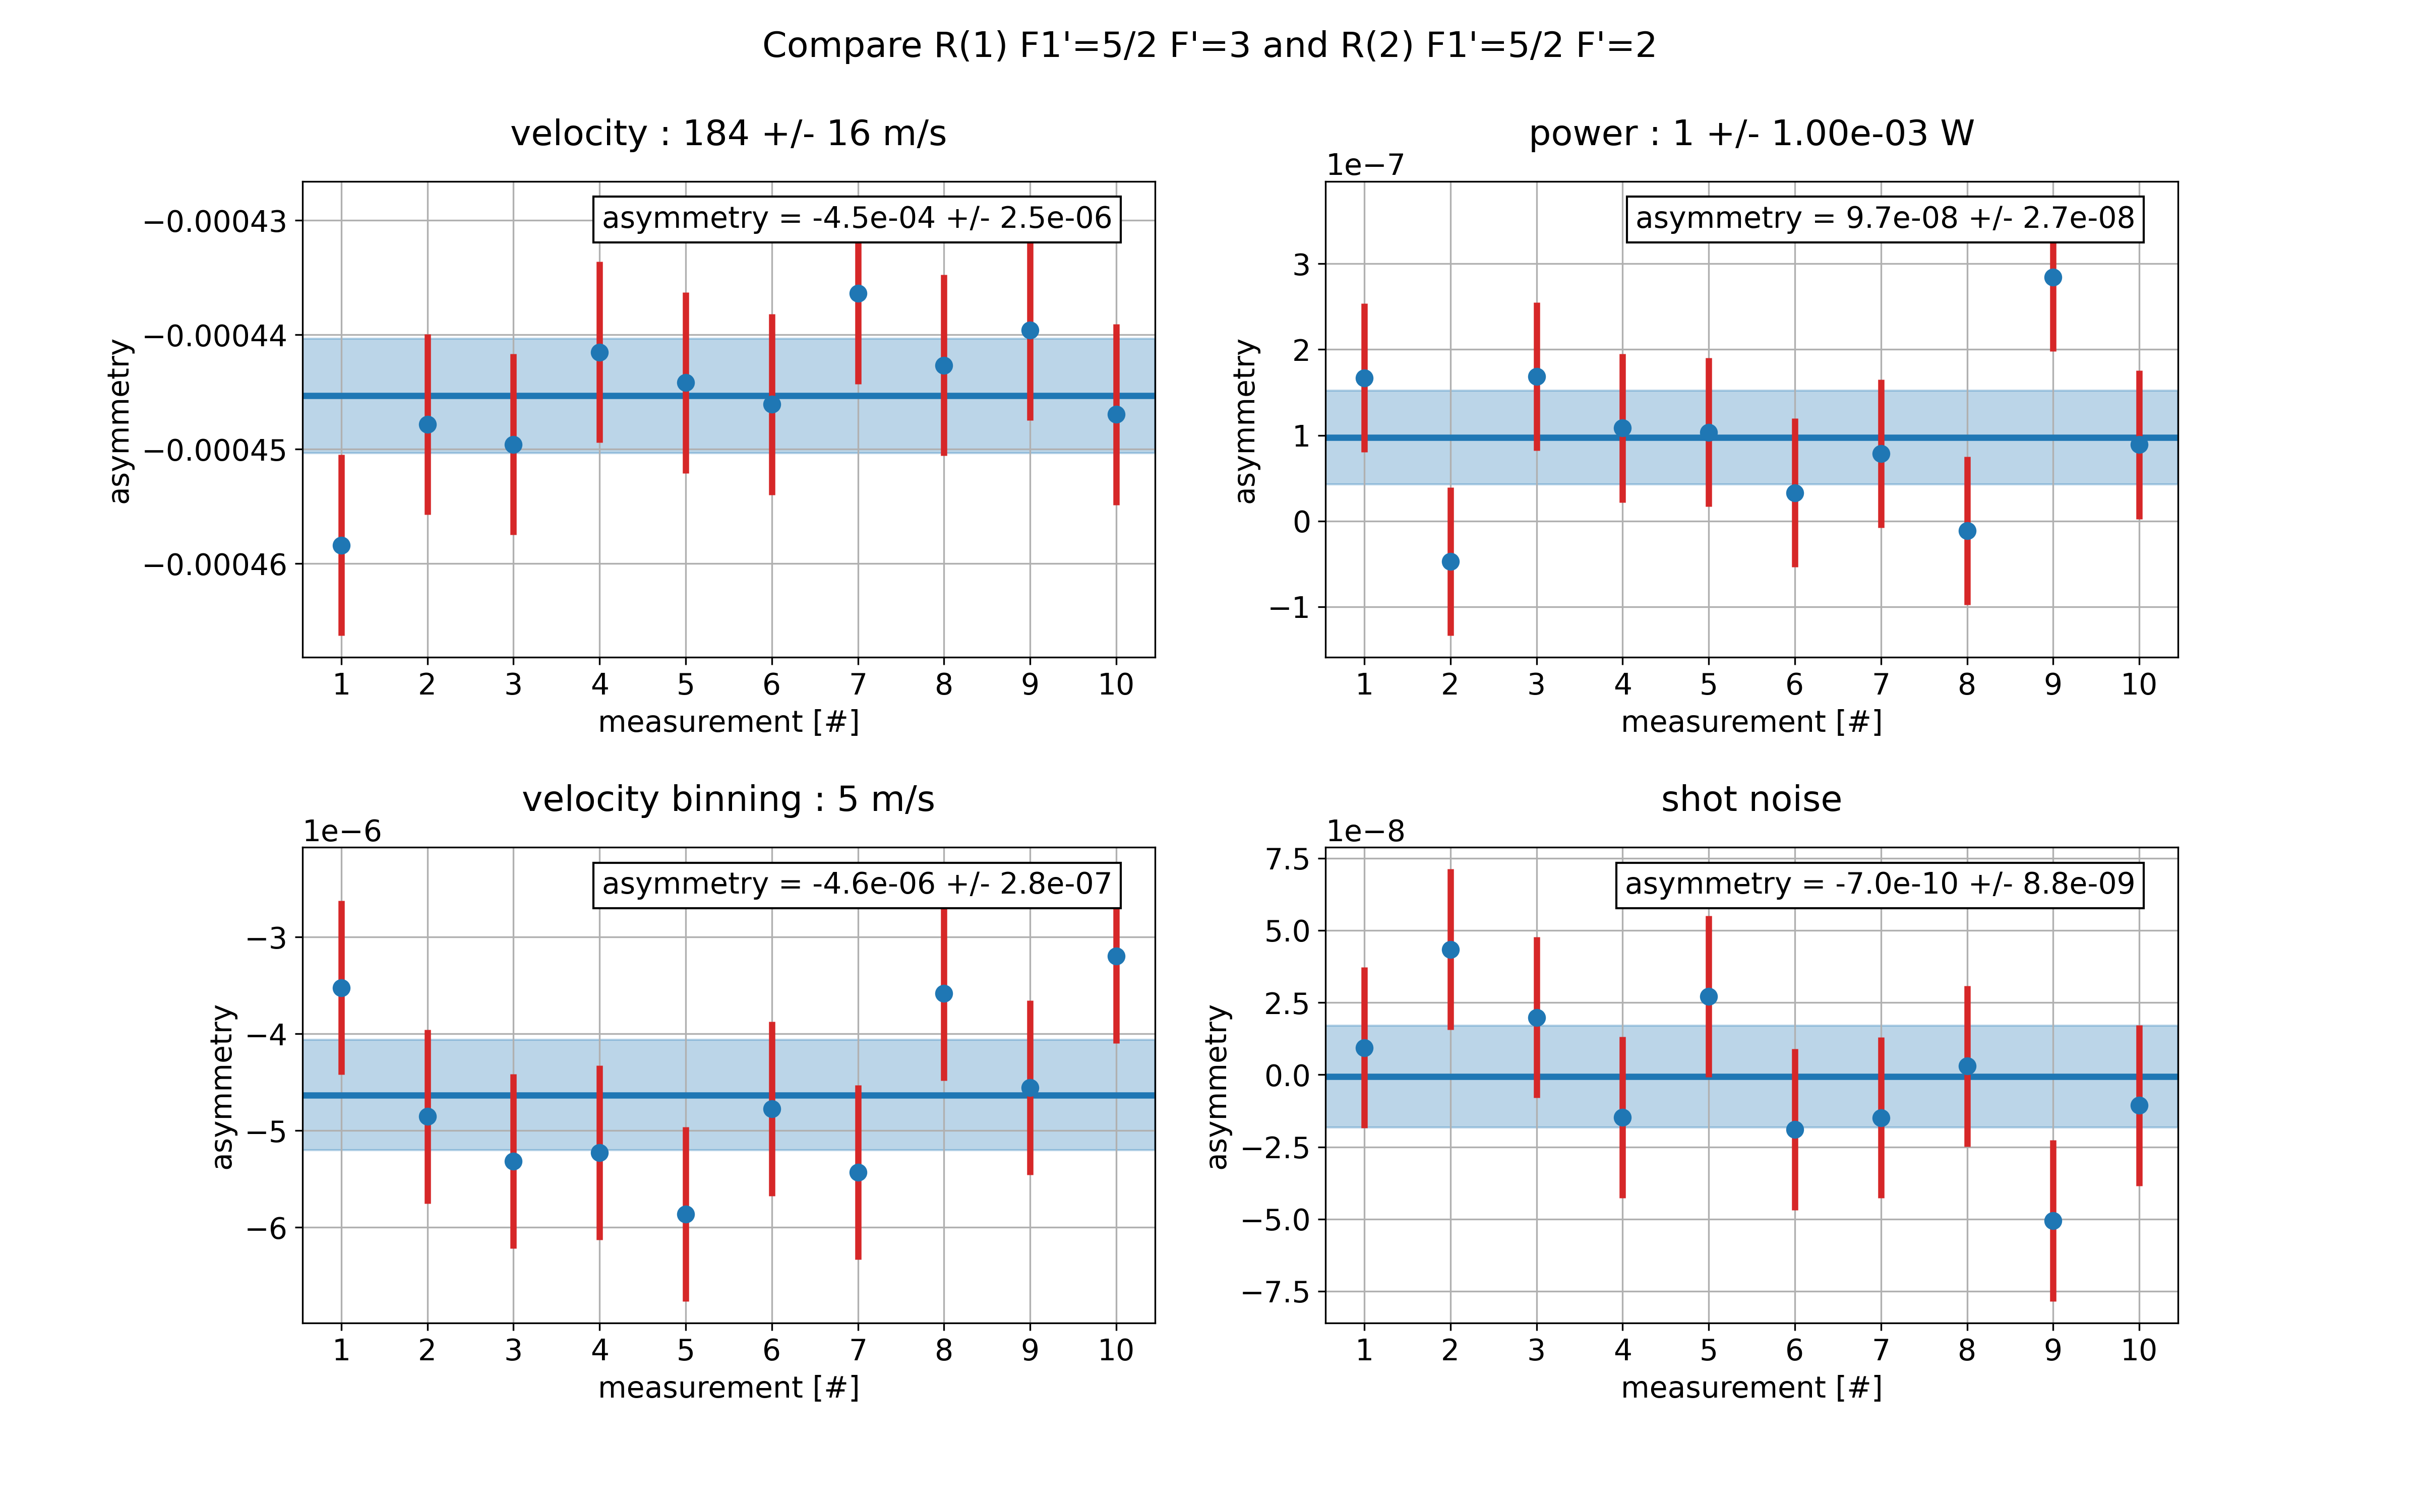 Compare R(1) F1'=5/2 F'=3 and R(2) F1'=5/2 F'=2
velocity : 184 +/- 16 m/s
asymmetry = -4.5e-04 +/- 2.5e-06
−0.00043
−0.00044
−0.00045
−0.00046
asymmetry
1 2 3 4 5 6 7 8 9 10
measurement [#]
power : 1 +/- 1.00e-03 W
1e−7
asymmetry = 9.7e-08 +/- 2.7e-08
3
2
1
0
−1
asymmetry
1 2 3 4 5 6 7 8 9 10
measurement [#]
velocity binning : 5 m/s
1e−6
asymmetry = -4.6e-06 +/- 2.8e-07
−3
−4
−5
−6
asymmetry
1 2 3 4 5 6 7 8 9 10
measurement [#]
shot noise
1e−8
asymmetry = -7.0e-10 +/- 8.8e-09
7.5
5.0
2.5
0.0
−2.5
−5.0
−7.5
asymmetry
1 2 3 4 5 6 7 8 9 10
measurement [#]